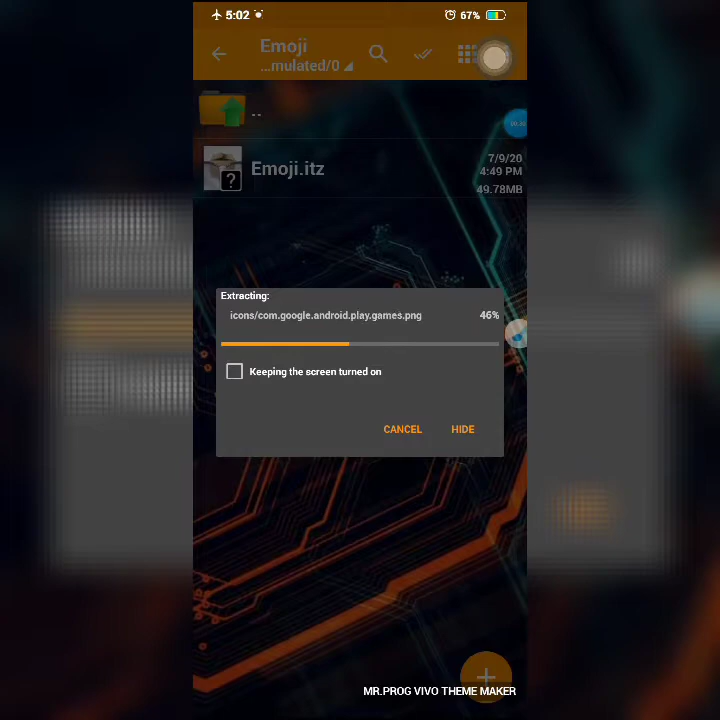 5:02
67%
Emoji
...mulated/0
..
Emoji.itz
7/9/20
4:49 PM
49.78MB
Extracting:
icons/com.google.android.play.games.png
46%
Keeping the screen turned on
CANCEL
HIDE
MR.PROG VIVO THEME MAKER